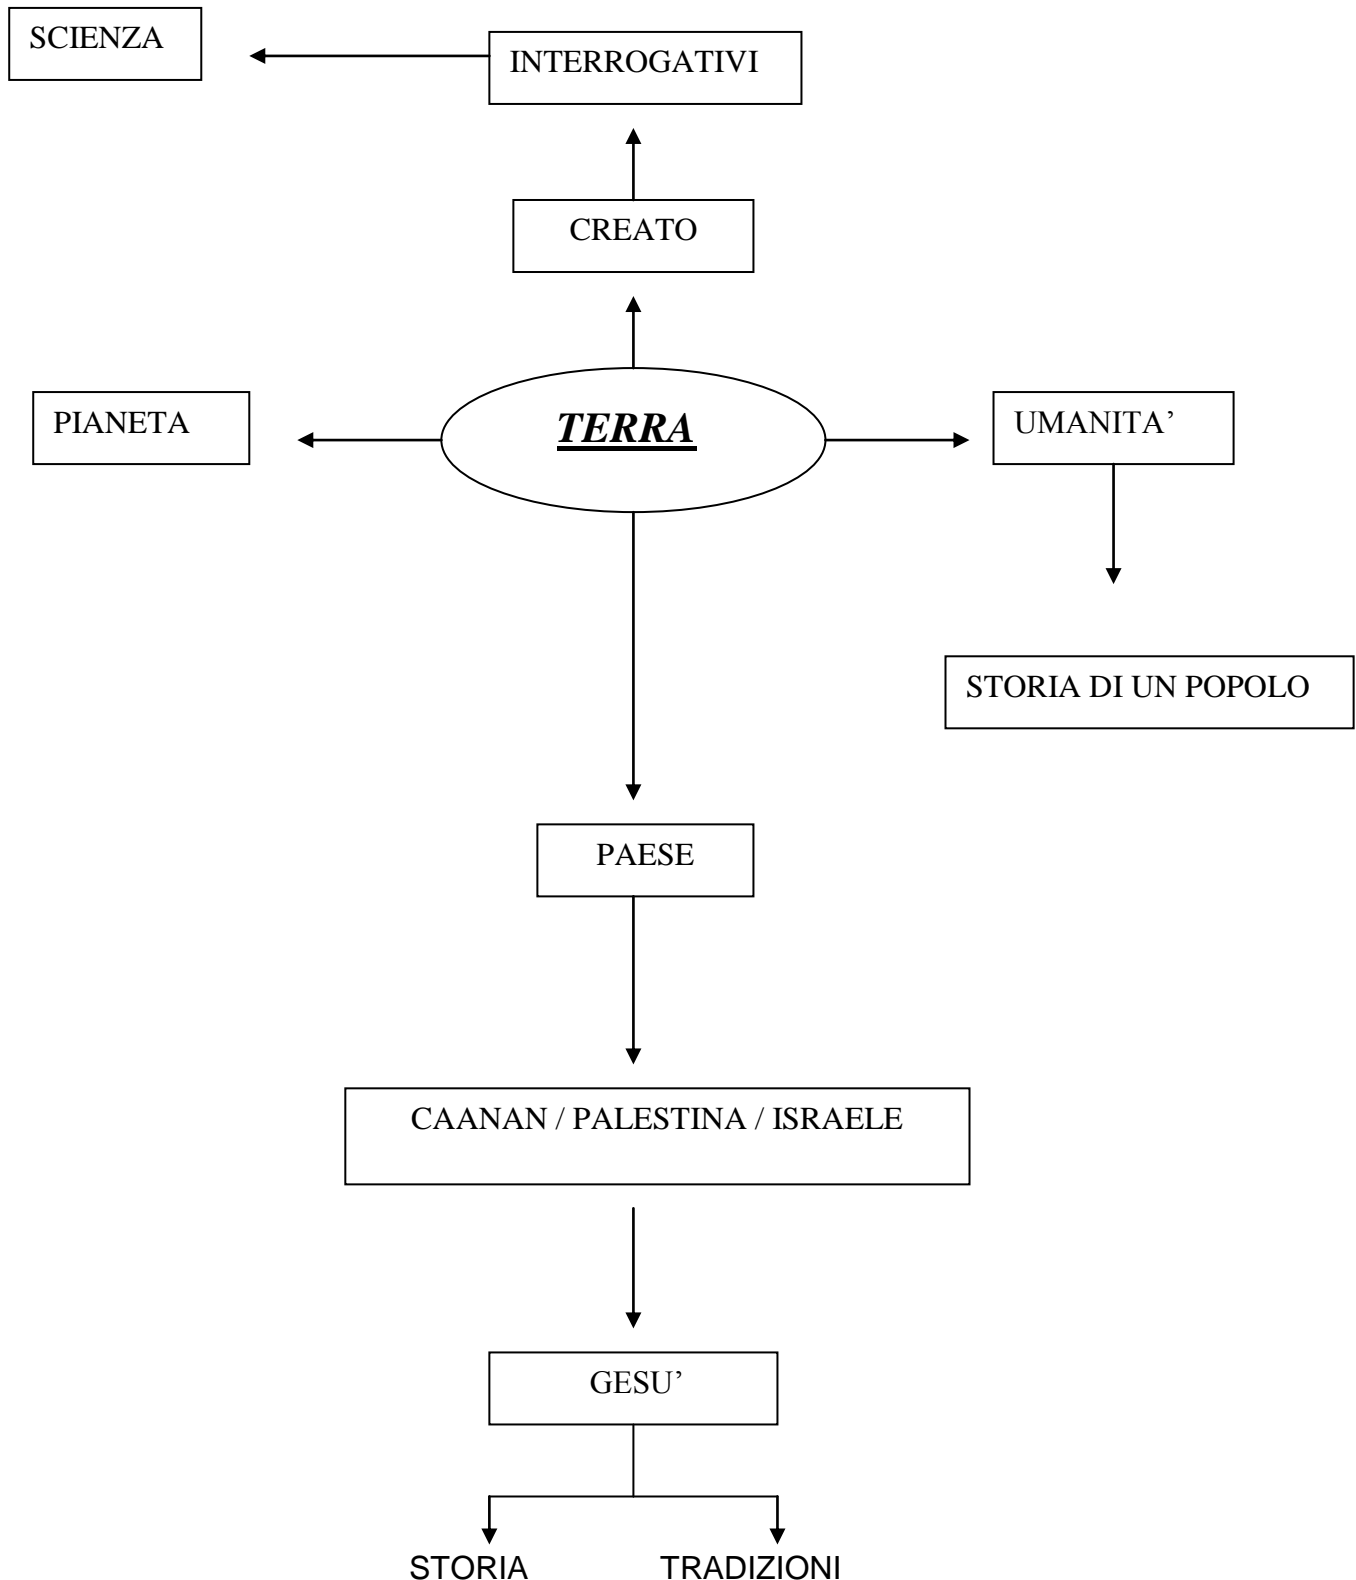 SCIENZA
INTERROGATIVI
CREATO
PIANETA
TERRA
UMANITA’
STORIA DI UN POPOLO
PAESE
CAANAN / PALESTINA / ISRAELE
GESU’
STORIA
TRADIZIONI